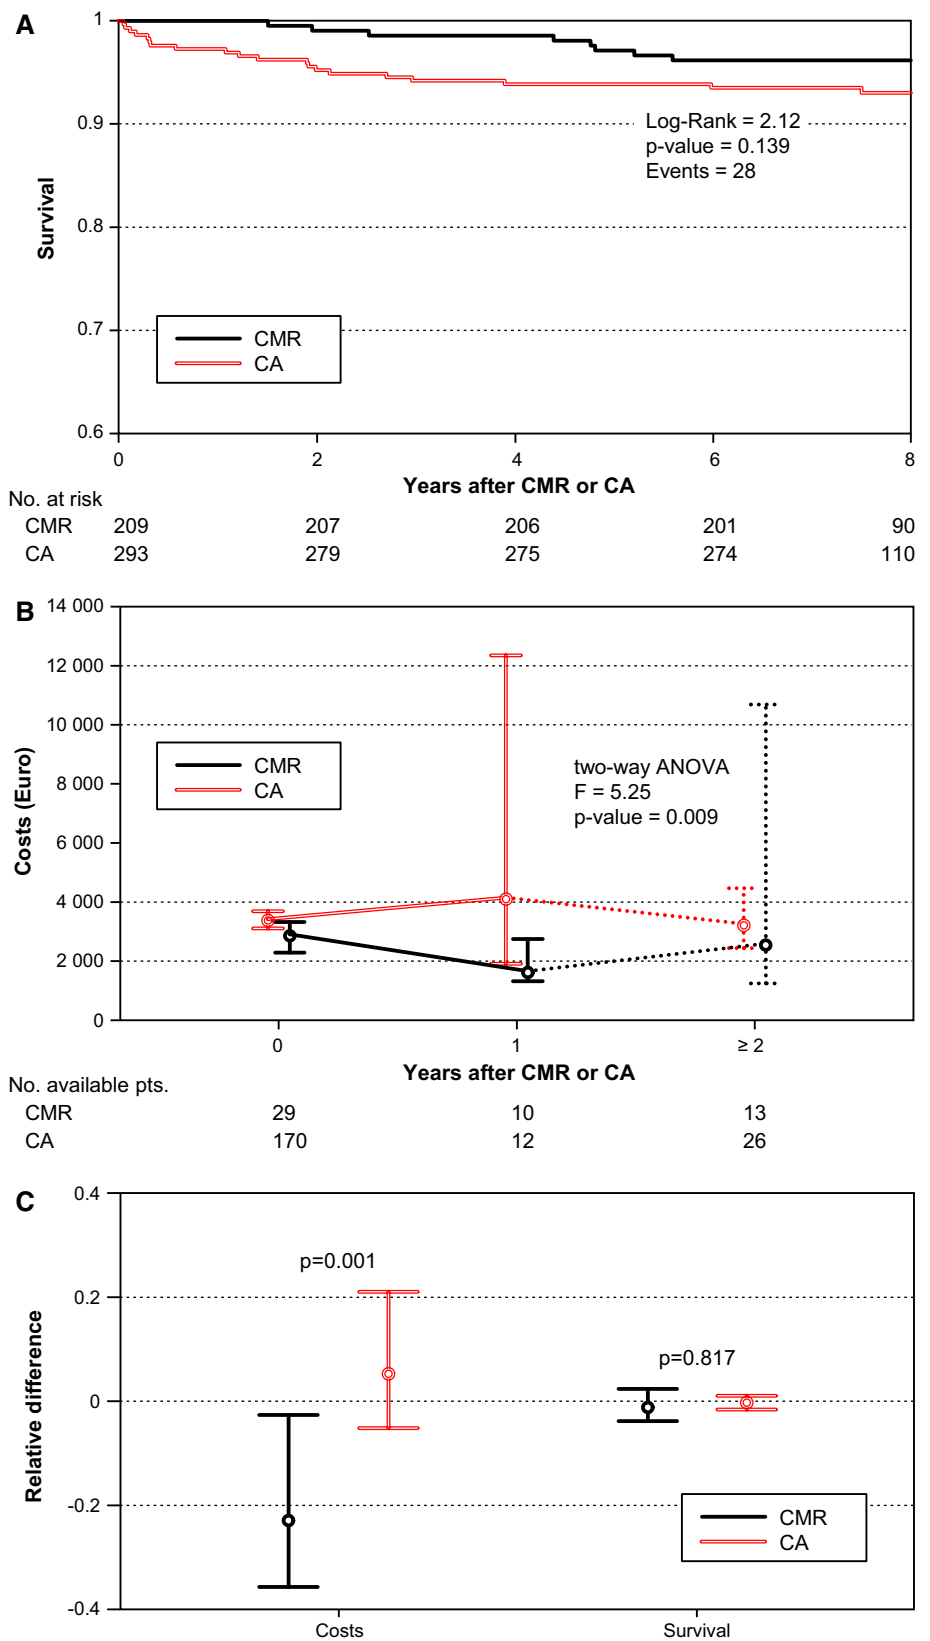 A
1
0.9
0.8
0.7
0.6
Survival
Log-Rank = 2.12
p-value = 0.139
Events = 28
CMR
CA
0 2 4 6 8
Years after CMR or CA
No. at risk
CMR 209 207 206 201 90
CA 293 279 275 274 110
B
14 000
12 000
10 000
8 000
6 000
4 000
2 000
0
Costs (Euro)
CMR
CA
two-way ANOVA
F = 5.25
p-value = 0.009
0 1 ≥ 2
Years after CMR or CA
No. available pts.
CMR 29 10 13
CA 170 12 26
C
0.4
0.2
0
-0.2
-0.4
Relative difference
p=0.001
p=0.817
CMR
CA
Costs Survival